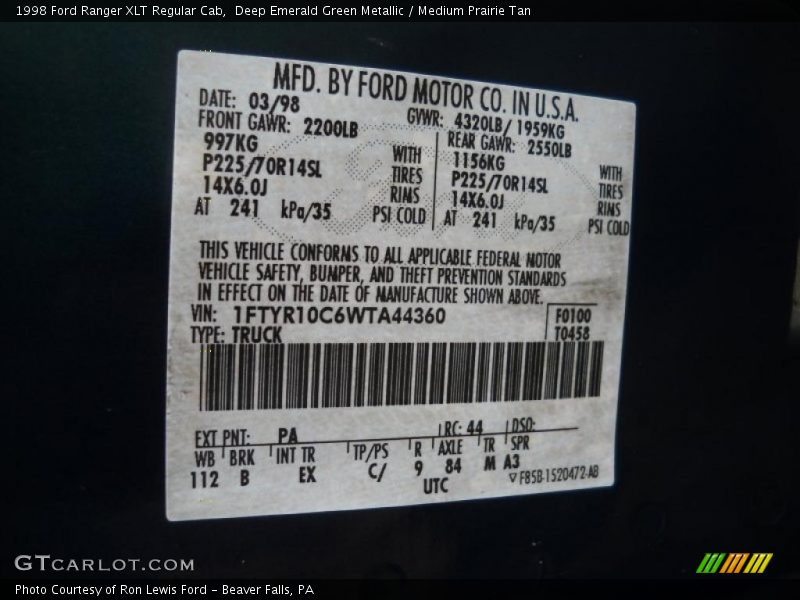 1998 Ford Ranger XLT Regular Cab,  Deep Emerald Green Metallic / Medium Prairie Tan
MFD. BY FORD MOTOR CO. IN U.S.A.
DATE: 03/98 GVWR: 4320LB/ 1959KG
FRONT GAWR: 2200LB REAR GAWR: 2550LB
997KG WITH 1156KG WITH
P225/70R14SL TIRES P225/70R14SL TIRES
14X6.0J RIMS 14X6.0J RIMS
AT 241 kPa/35 PSI COLD AT 241 kPa/35 PSI COLD
THIS VEHICLE CONFORMS TO ALL APPLICABLE FEDERAL MOTOR
VEHICLE SAFETY, BUMPER, AND THEFT PREVENTION STANDARDS
IN EFFECT ON THE DATE OF MANUFACTURE SHOWN ABOVE.
VIN: 1FTYR10C6WTA44360 F0100
TYPE: TRUCK T0458
EXT PNT: PA RC: 44 DSO:
WB BRK INT TR TP/PS R AXLE TR SPR
112 B EX C/ 9 84 M A3
UTC ▽F85B-1520472-AB
GTCARLOT.COM
Photo Courtesy of Ron Lewis Ford - Beaver Falls, PA